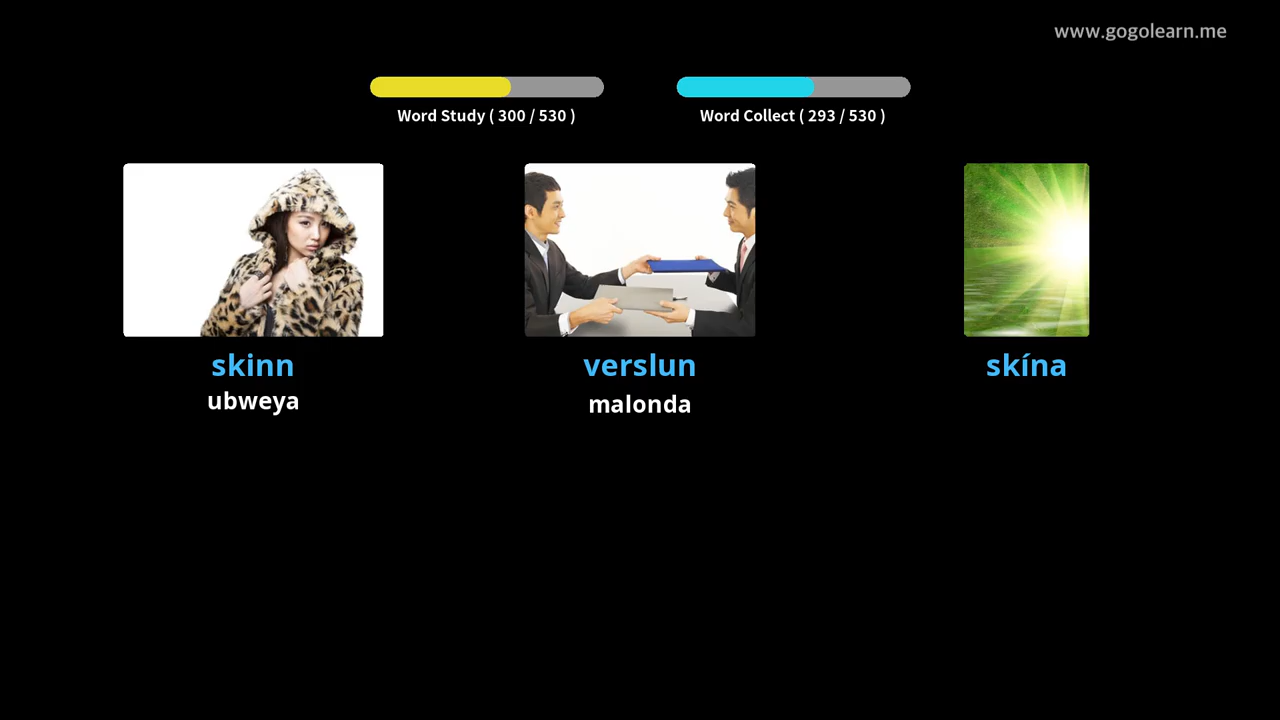 www.gogolearn.me
Word Study ( 300 / 530 )
Word Collect ( 293 / 530 )
skinn
ubweya
verslun
malonda
skína